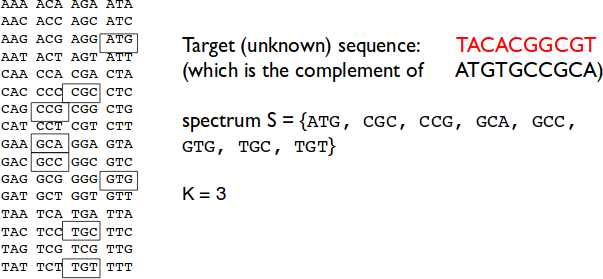 AAA ACA AGA ATA
AAC ACC AGC ATC
AAG ACG AGG ATG
AAT ACT AGT ATT
CAA CCA CGA CTA
CAC CCC CGC CTC
CAG CCG CGG CTG
CAT CCT CGT CTT
GAA GCA GGA GTA
GAC GCC GGC GTC
GAG GCG GGG GTG
GAT GCT GGT GTT
TAA TCA TGA TTA
TAC TCC TGC TTC
TAG TCG TCG TTG
TAT TCT TGT TTT
Target (unknown) sequence: TACACGGCGT
(which is the complement of ATGTGCCGCA)
spectrum S = {ATG, CGC, CCG, GCA, GCC,
GTG, TGC, TGT}
K = 3